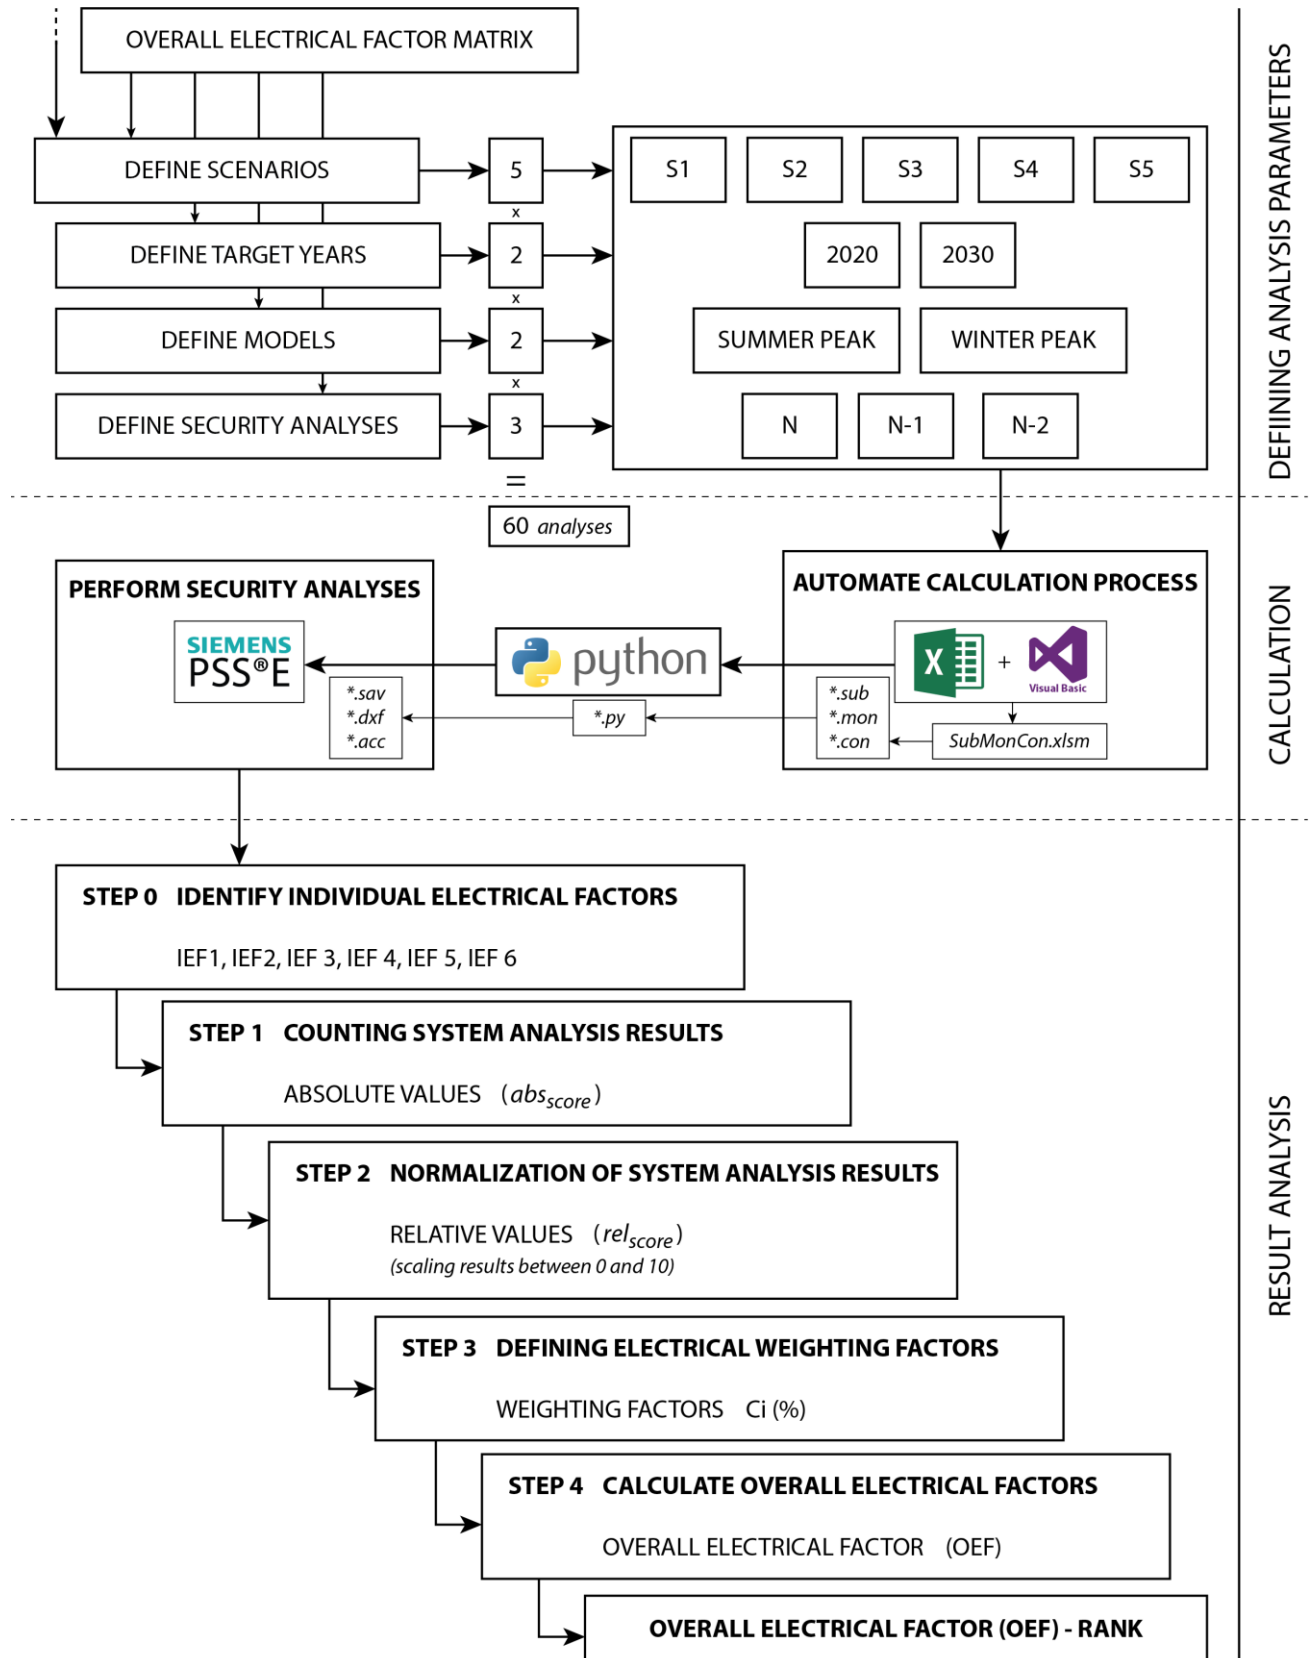 OVERALL ELECTRICAL FACTOR MATRIX
DEFINE SCENARIOS
5
S1
S2
S3
S4
S5
x
DEFINE TARGET YEARS
2
2020
2030
x
DEFINE MODELS
2
SUMMER PEAK
WINTER PEAK
x
DEFINE SECURITY ANALYSES
3
N
N-1
N-2
=
60 analyses
DEFIINING ANALYSIS PARAMETERS
PERFORM SECURITY ANALYSES
SIEMENS
PSS®E
*.sav
*.dxf
*.acc
python
*.py
AUTOMATE CALCULATION PROCESS
X
+
Visual Basic
*.sub
*.mon
*.con
SubMonCon.xlsm
CALCULATION
STEP 0 IDENTIFY INDIVIDUAL ELECTRICAL FACTORS
IEF1, IEF2, IEF 3, IEF 4, IEF 5, IEF 6
STEP 1 COUNTING SYSTEM ANALYSIS RESULTS
ABSOLUTE VALUES (abs_score)
STEP 2 NORMALIZATION OF SYSTEM ANALYSIS RESULTS
RELATIVE VALUES (rel_score)
(scaling results between 0 and 10)
STEP 3 DEFINING ELECTRICAL WEIGHTING FACTORS
WEIGHTING FACTORS Ci (%)
STEP 4 CALCULATE OVERALL ELECTRICAL FACTORS
OVERALL ELECTRICAL FACTOR (OEF)
OVERALL ELECTRICAL FACTOR (OEF) - RANK
RESULT ANALYSIS